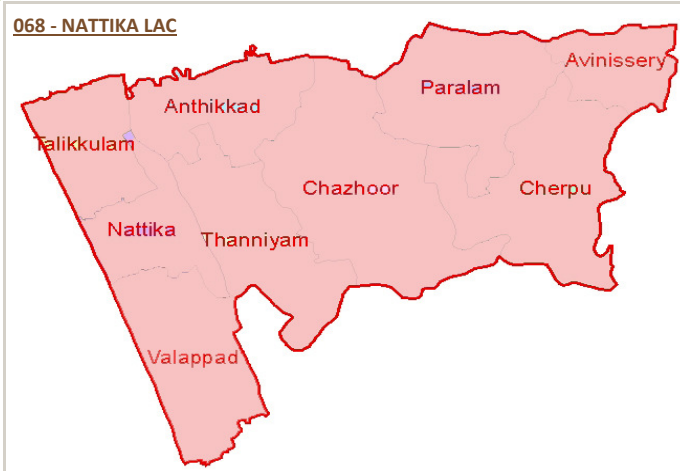 068 - NATTIKA LAC
Avinissery
Paralam
Anthikkad
Talikkulam
Chazhoor
Cherpu
Nattika
Thanniyam
Valappad